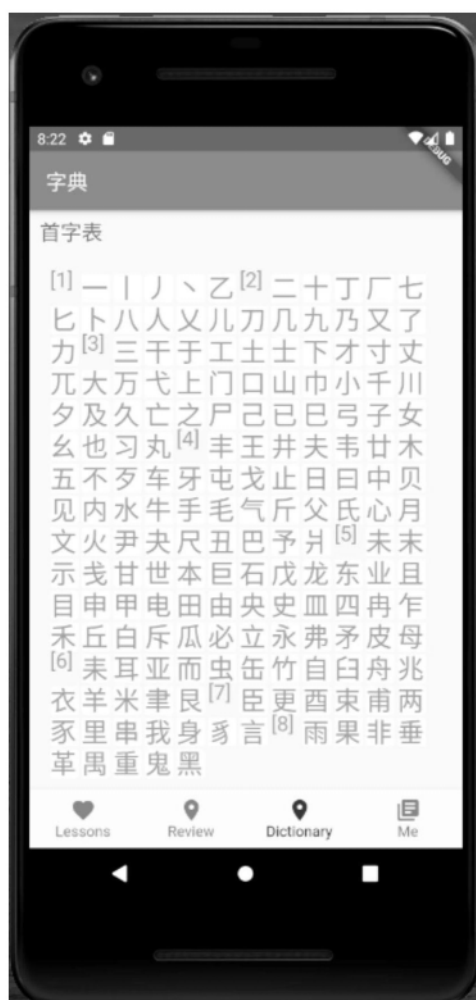 8:22
DEBUG
字典
首字表
[1] 一 丨 丿 丶 乙 [2] 二 十 丁 厂 七
匕 卜 八 人 乂 儿 刀 几 九 乃 又 了
力 [3] 三 干 于 工 土 士 下 才 寸 丈
兀 大 万 弋 上 门 口 山 巾 小 千 川
夕 及 久 亡 之 尸 己 已 巳 弓 子 女
幺 也 习 丸 [4] 丰 王 井 夫 韦 廿 木
五 不 歹 车 牙 屯 戈 止 日 曰 中 贝
见 内 水 牛 手 毛 气 斤 父 氏 心 月
文 火 尹 夬 尺 丑 巴 予 爿 [5] 未 末
示 戋 甘 世 本 巨 石 戊 龙 东 业 且
目 申 甲 电 田 由 央 史 皿 四 冉 乍
禾 丘 白 斥 瓜 必 立 永 弗 矛 皮 母
[6] 耒 耳 亚 而 虫 缶 竹 自 臼 舟 兆
衣 羊 米 聿 艮 [7] 臣 更 酉 束 甫 两
豕 里 串 我 身 豸 言 [8] 雨 果 非 垂
革 禺 重 鬼 黑
Lessons Review Dictionary Me